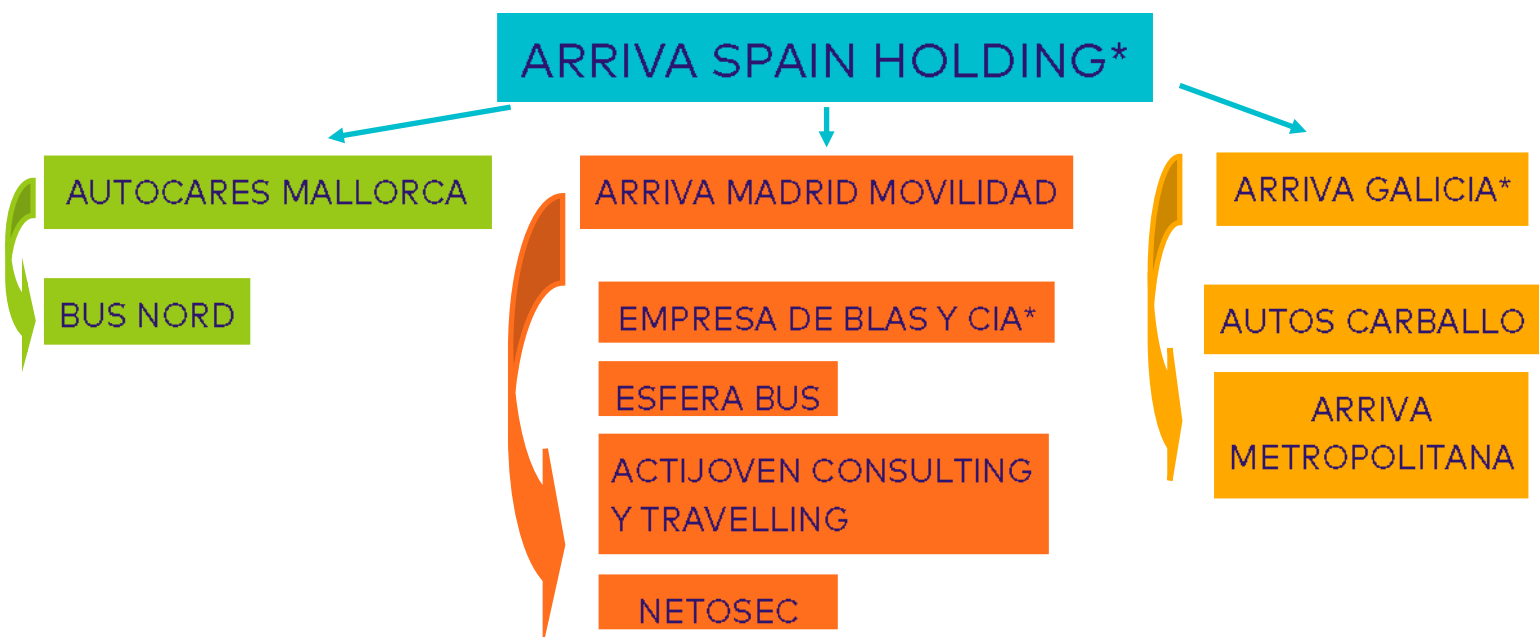 ARRIVA SPAIN HOLDING*
AUTOCARES MALLORCA
BUS NORD
ARRIVA MADRID MOVILIDAD
EMPRESA DE BLAS Y CIA*
ESFERA BUS
ACTIJOVEN CONSULTING
Y TRAVELLING
NETOSEC
ARRIVA GALICIA*
AUTOS CARBALLO
ARRIVA
METROPOLITANA